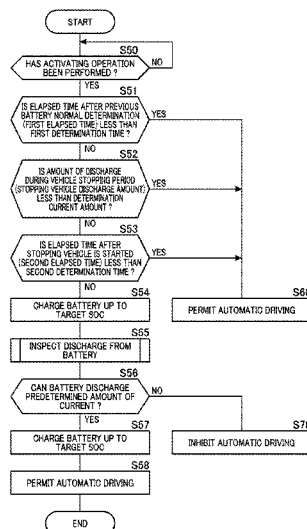 START
S50
HAS ACTIVATING OPERATION
BEEN PERFORMED ?
NO
YES
S51
IS ELAPSED TIME AFTER PREVIOUS
BATTERY NORMAL DETERMINATION
(FIRST ELAPSED TIME) LESS THAN
FIRST DETERMINATION TIME ?
YES
NO
S52
IS AMOUNT OF DISCHARGE
DURING VEHICLE STOPPING PERIOD
(STOPPING VEHICLE DISCHARGE AMOUNT)
LESS THAN DETERMINATION
CURRENT AMOUNT ?
YES
NO
S53
IS ELAPSED TIME AFTER
STOPPING VEHICLE IS STARTED
(SECOND ELAPSED TIME) LESS THAN
SECOND DETERMINATION TIME ?
YES
NO
S54
CHARGE BATTERY UP TO
TARGET SOC
PERMIT AUTOMATIC DRIVING
S55
INSPECT DISCHARGE FROM
BATTERY
S56
CAN BATTERY DISCHARGE
PREDETERMINED AMOUNT OF
CURRENT ?
NO
YES
S57
CHARGE BATTERY UP TO
TARGET SOC
INHIBIT AUTOMATIC DRIVING
S58
PERMIT AUTOMATIC DRIVING
END